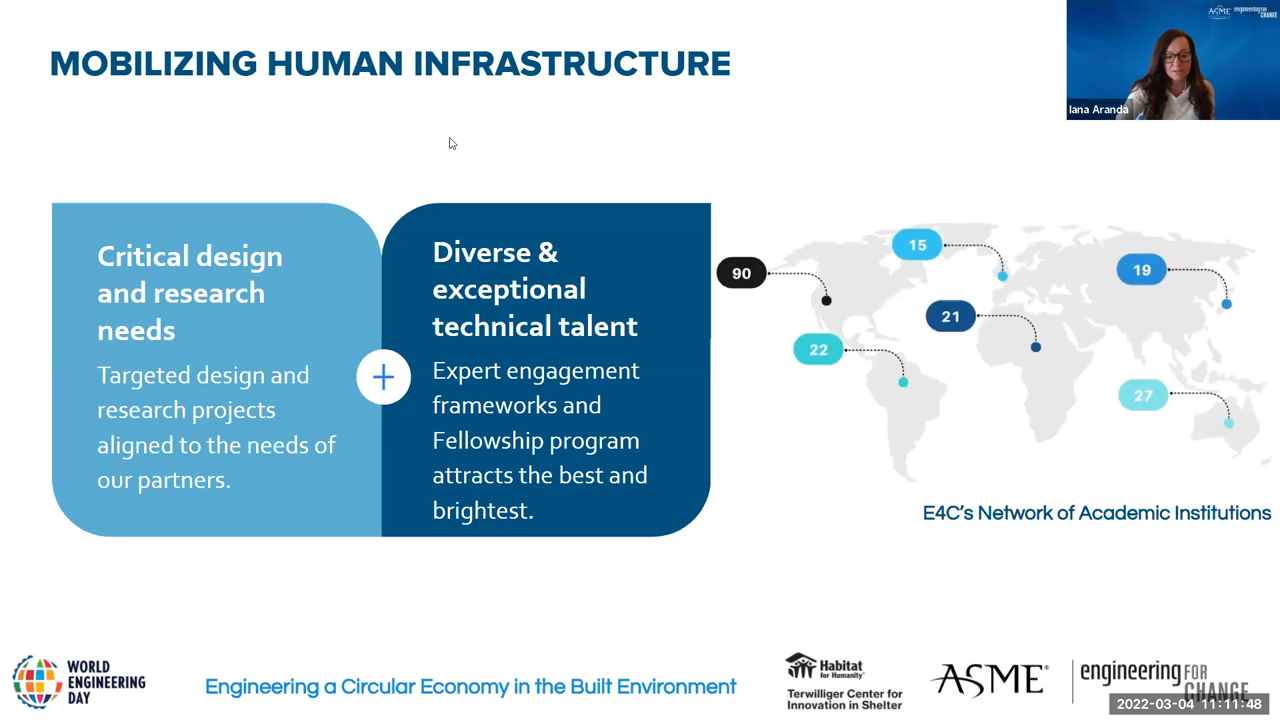 MOBILIZING HUMAN INFRASTRUCTURE
ASME engineering FOR CHANGE
Iana Aranda
Critical design
and research
needs
Targeted design and
research projects
aligned to the needs of
our partners.
Diverse &
exceptional
technical talent
Expert engagement
frameworks and
Fellowship program
attracts the best and
brightest.
90
15
19
21
22
27
E4C's Network of Academic Institutions
WORLD
ENGINEERING
DAY
Engineering a Circular Economy in the Built Environment
Habitat
for Humanity®
Terwilliger Center for
Innovation in Shelter
ASME®
engineering FOR
CHANGE
2022-03-04 11:11:48